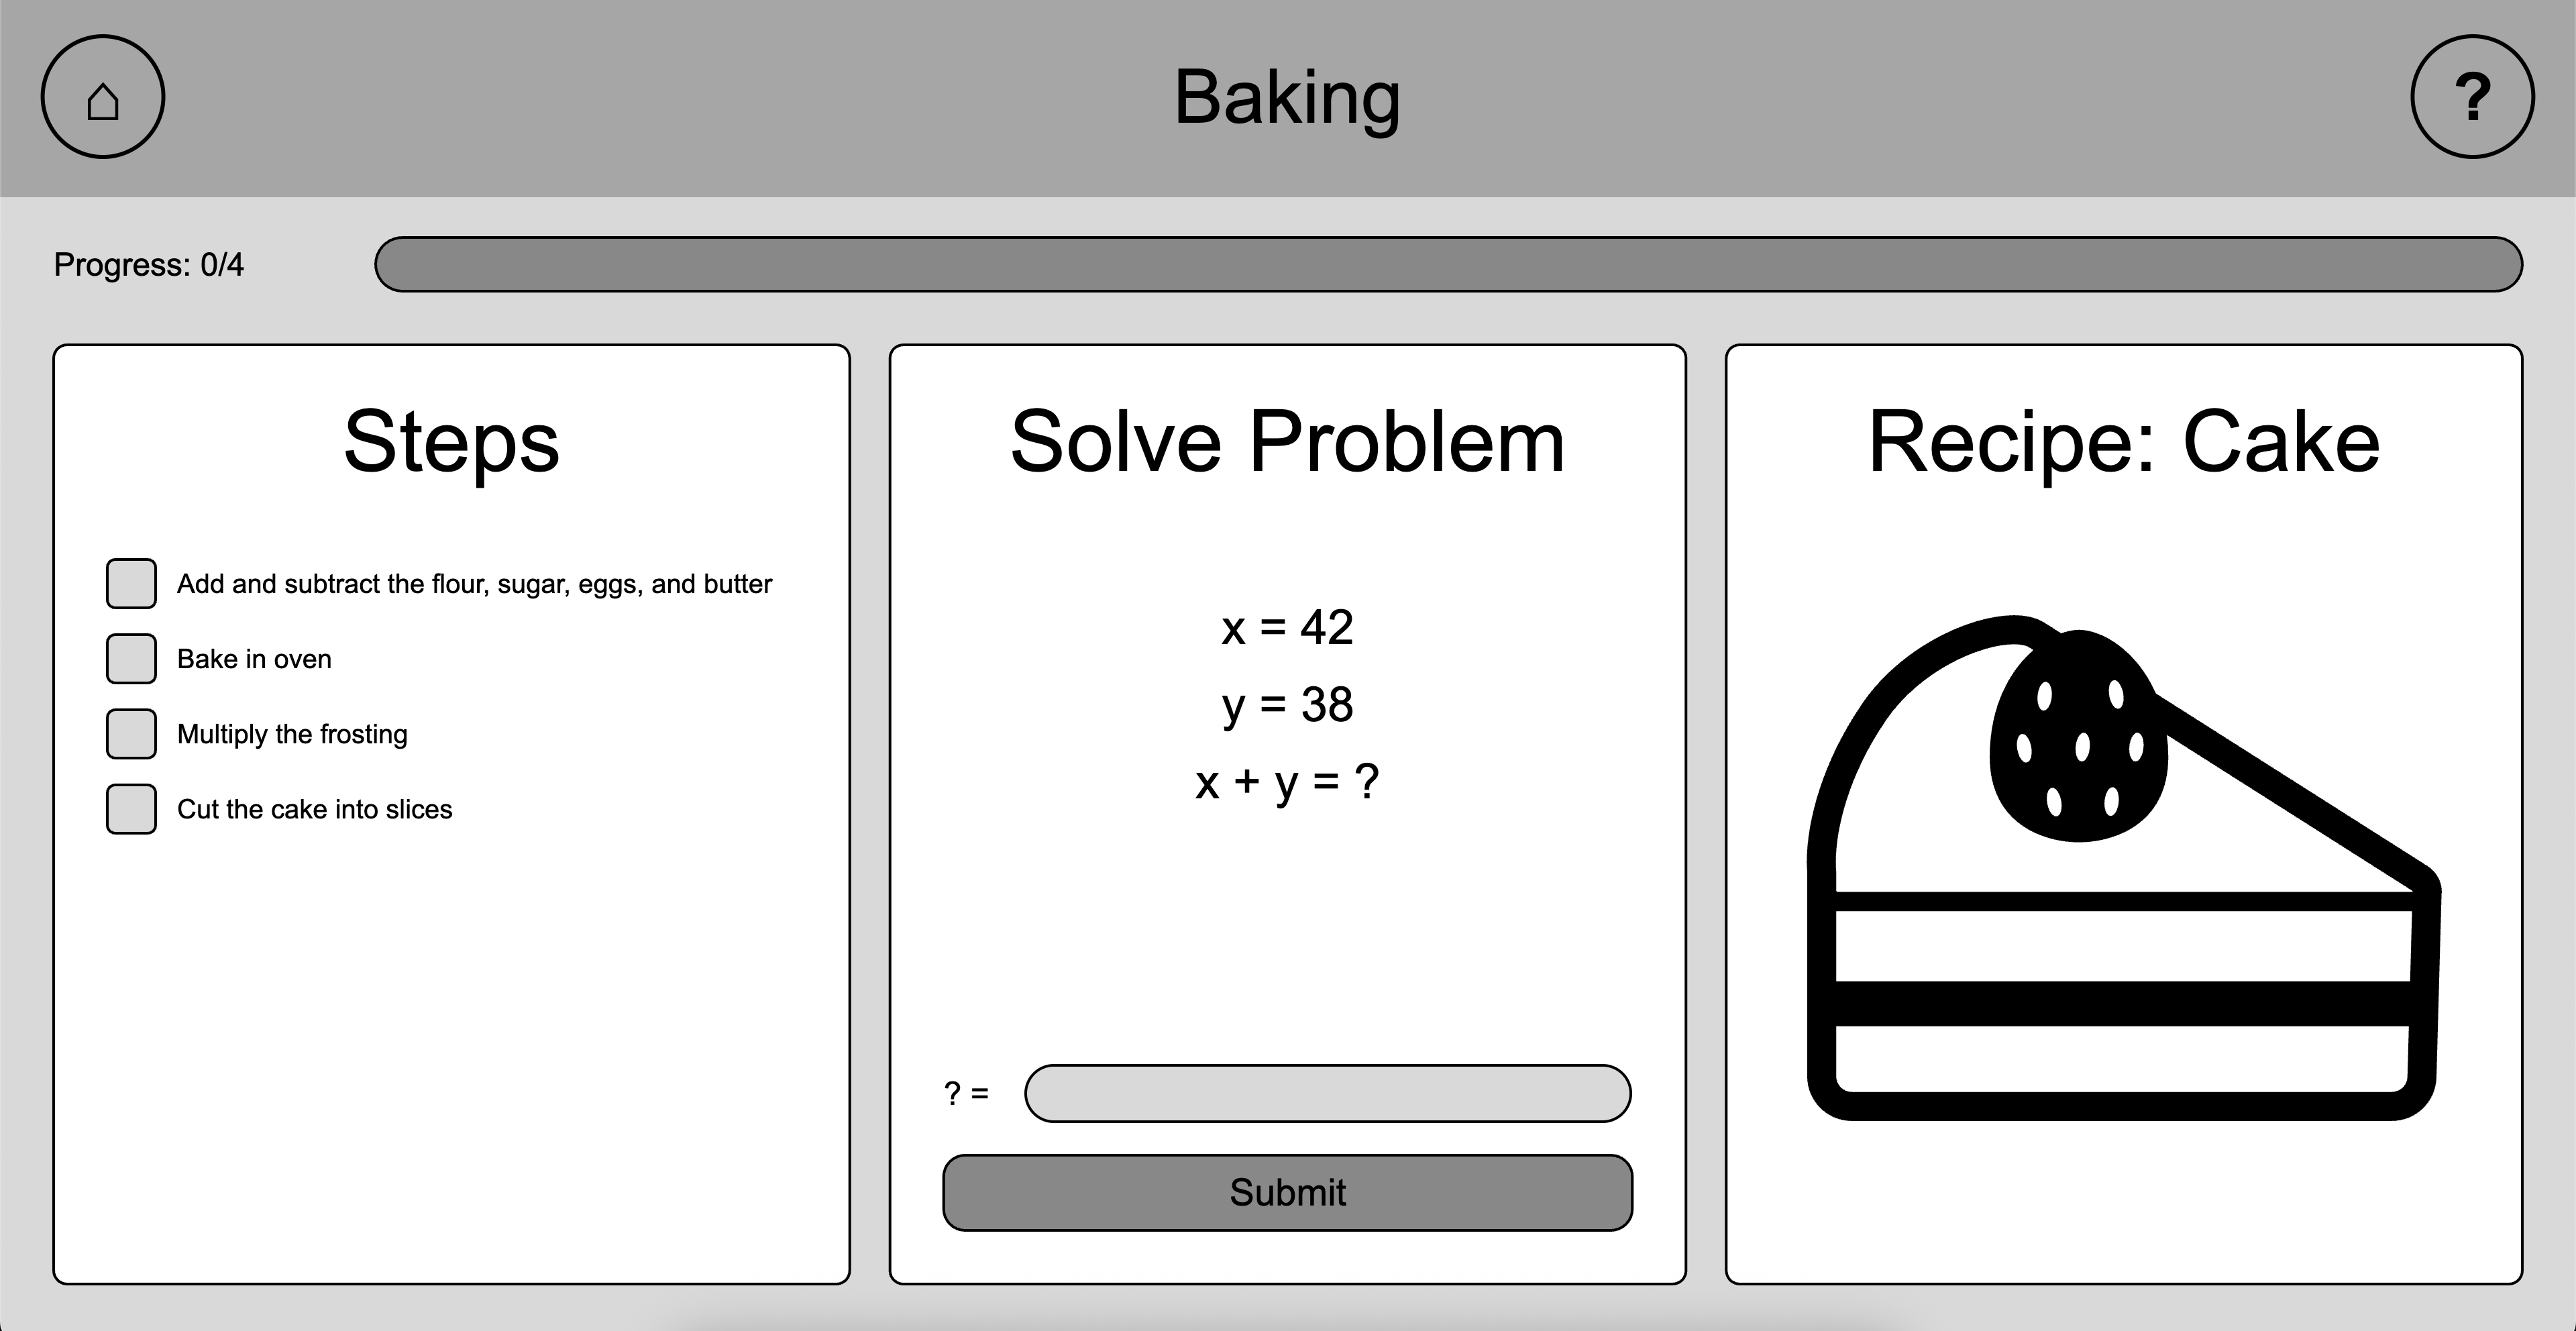 Baking
?
Progress: 0/4
Steps
Add and subtract the flour, sugar, eggs, and butter
Bake in oven
Multiply the frosting
Cut the cake into slices
Solve Problem
x = 42
y = 38
x + y = ?
? =
Submit
Recipe: Cake